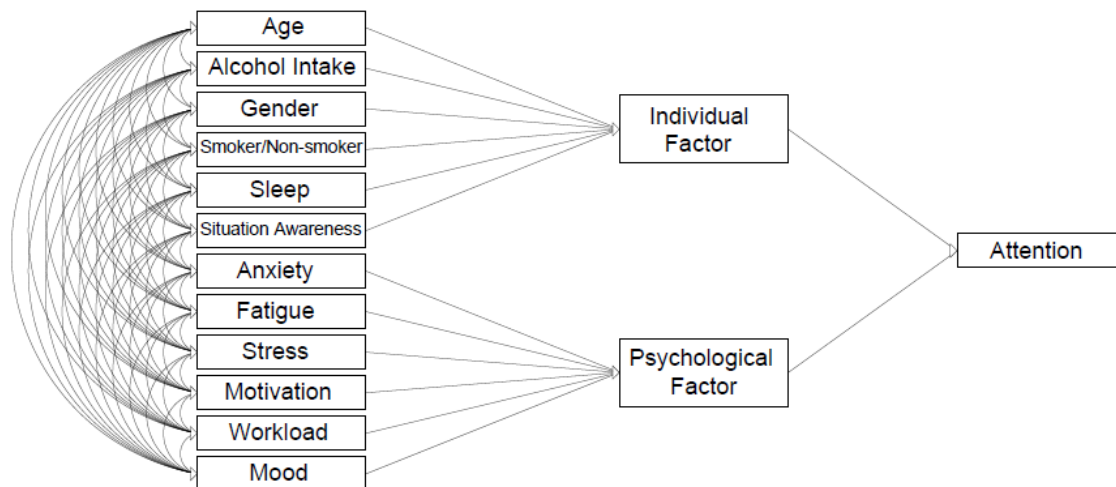 Age
Alcohol Intake
Gender
Smoker/Non-smoker
Sleep
Situation Awareness
Anxiety
Fatigue
Stress
Motivation
Workload
Mood
Individual
Factor
Psychological
Factor
Attention